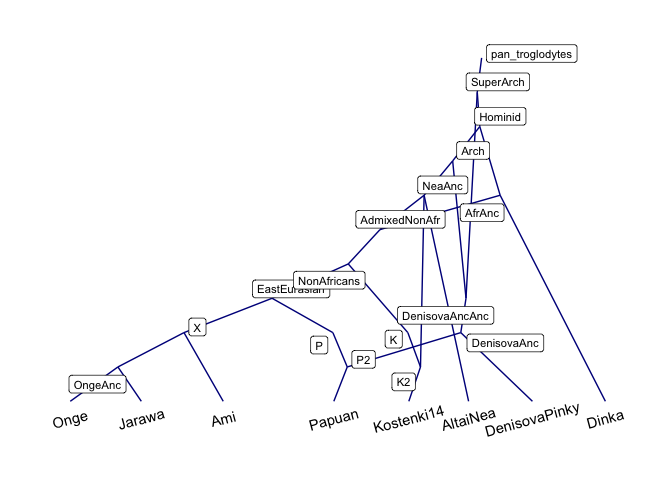 pan_troglodytes
SuperArch
Hominid
Arch
NeaAnc
AfrAnc
AdmixedNonAfr
NonAfricans
EastEurasian
DenisovaAncAnc
X
K
P
DenisovaAnc
P2
K2
OngeAnc
Onge
Jarawa
Ami
Papuan
Kostenki14
AltaiNea
DenisovaPinky
Dinka